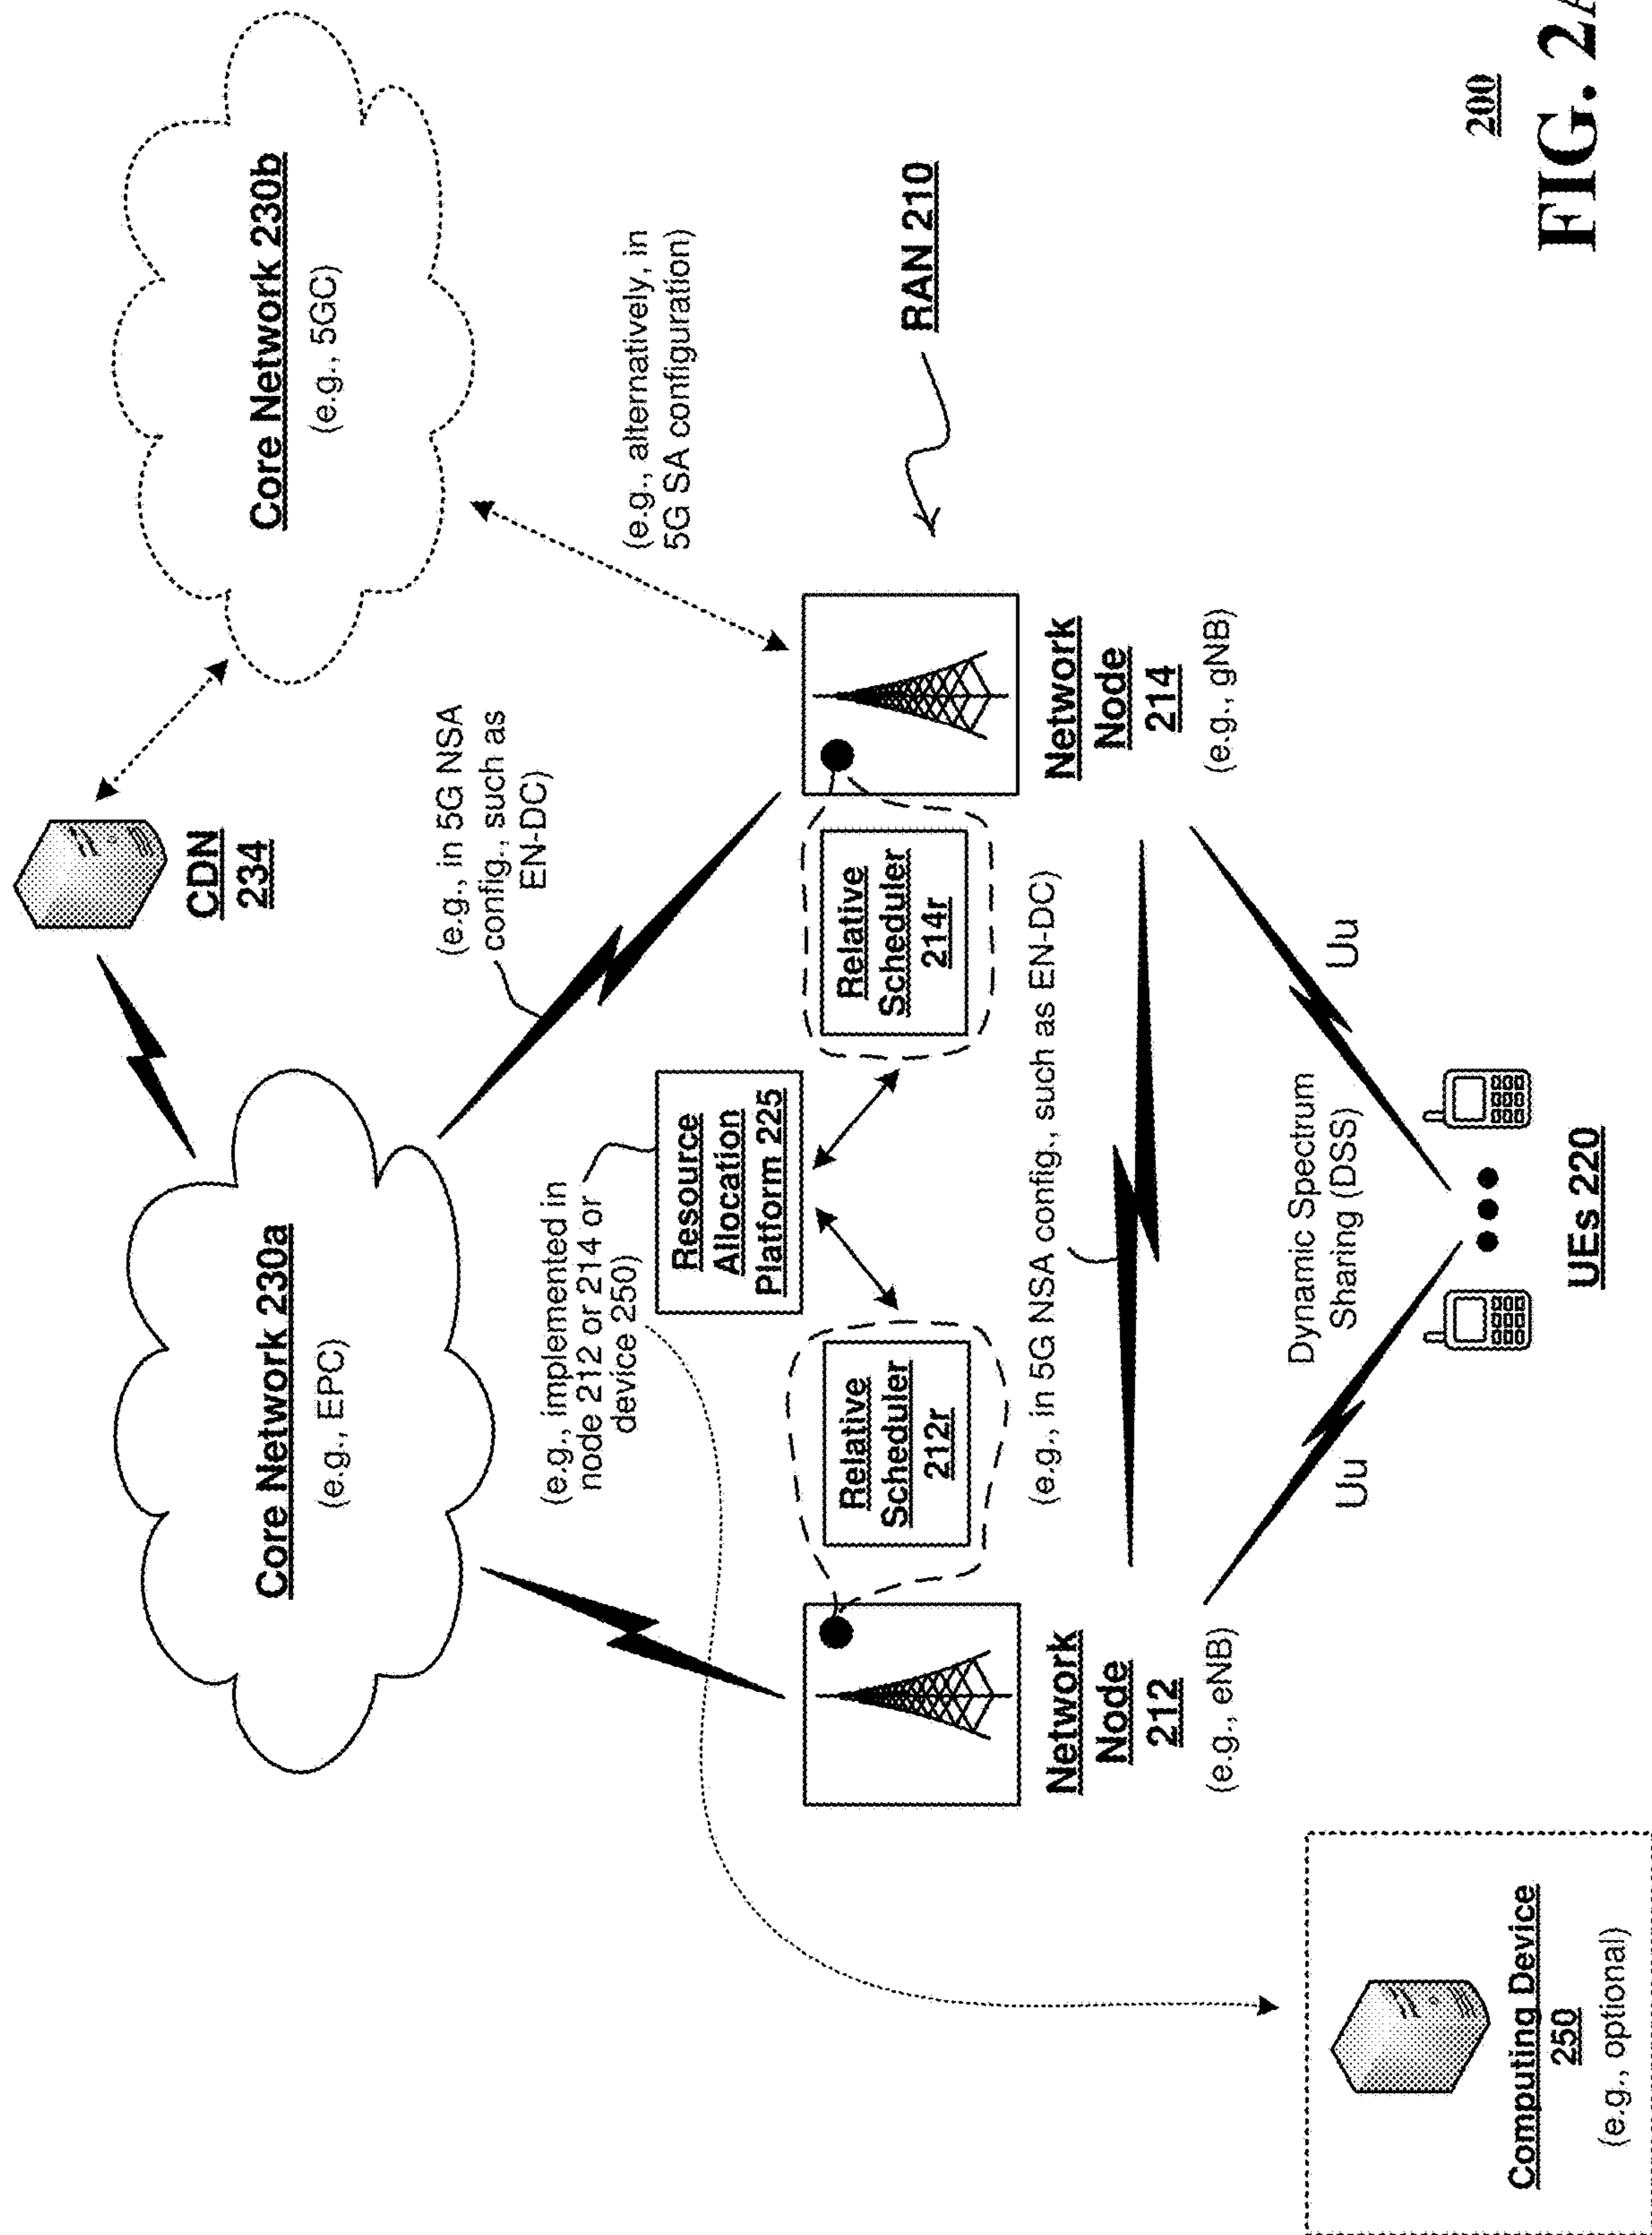 CDN
234
Core Network 230a
(e.g., EPC)
Core Network 230b
(e.g., 5GC)
(e.g., in 5G NSA
config., such as
EN-DC)
(e.g., alternatively, in
5G SA configuration)
(e.g., implemented in
node 212 or 214 or
device 250)
Resource
Allocation
Platform 225
Relative
Scheduler
212r
Relative
Scheduler
214r
RAN 210
(e.g., in 5G NSA config., such as EN-DC)
Network
Node
212
(e.g., eNB)
Network
Node
214
(e.g., gNB)
Dynamic Spectrum
Sharing (DSS)
Uu
Uu
UEs 220
Computing Device
250
(e.g., optional)
200
FIG. 2A